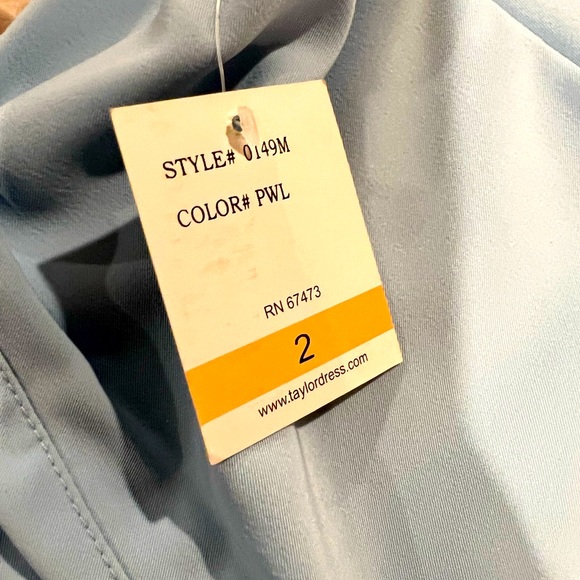 STYLE# 0149M
COLOR# PWL
RN 67473
2
www.taylordress.com